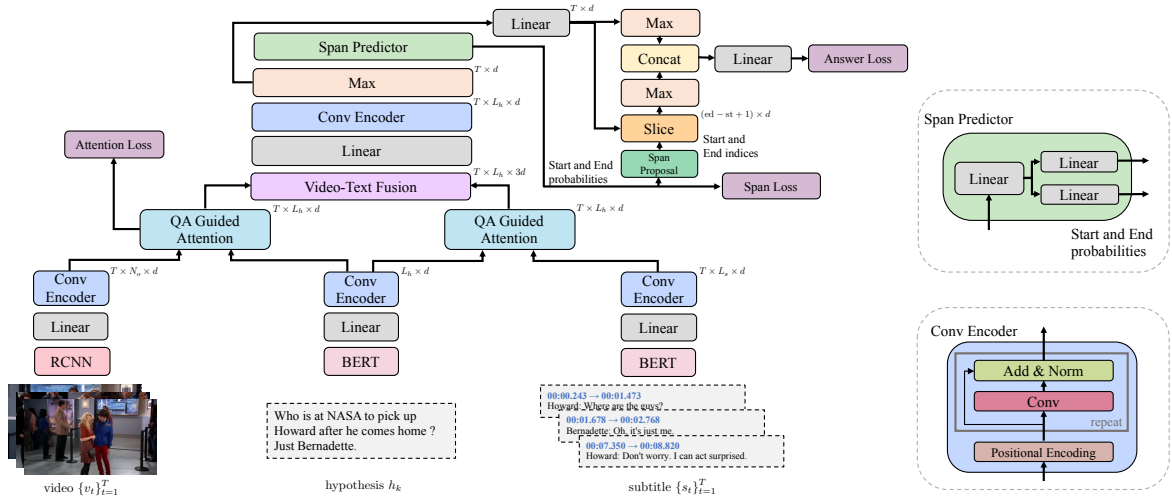 Linear
T × d
Max
Span Predictor
Concat
Linear
Answer Loss
T × d
Max
Max
T × L_h × d
Conv Encoder
Slice
(ed − st + 1) × d
Attention Loss
Linear
Start and
End indices
Span
Proposal
Start and End
probabilities
T × L_h × 3d
Video-Text Fusion
Span Loss
T × L_h × d
QA Guided
Attention
T × L_h × d
QA Guided
Attention
T × N_o × d
Conv
Encoder
L_h × d
Conv
Encoder
T × L_s × d
Conv
Encoder
Linear
Linear
Linear
RCNN
BERT
BERT
Who is at NASA to pick up
Howard after he comes home ?
Just Bernadette.
00:00.243 → 00:01.473
Howard: Where are the guys?
00:01.678 → 00:02.768
Bernadette: Oh, it's just me.
00:07.350 → 00:08.820
Howard: Don't worry. I can act surprised.
video {v_t}_{t=1}^T
hypothesis h_k
subtitle {s_t}_{t=1}^T
Span Predictor
Linear
Linear
Linear
Start and End
probabilities
Conv Encoder
Add & Norm
Conv
repeat
Positional Encoding